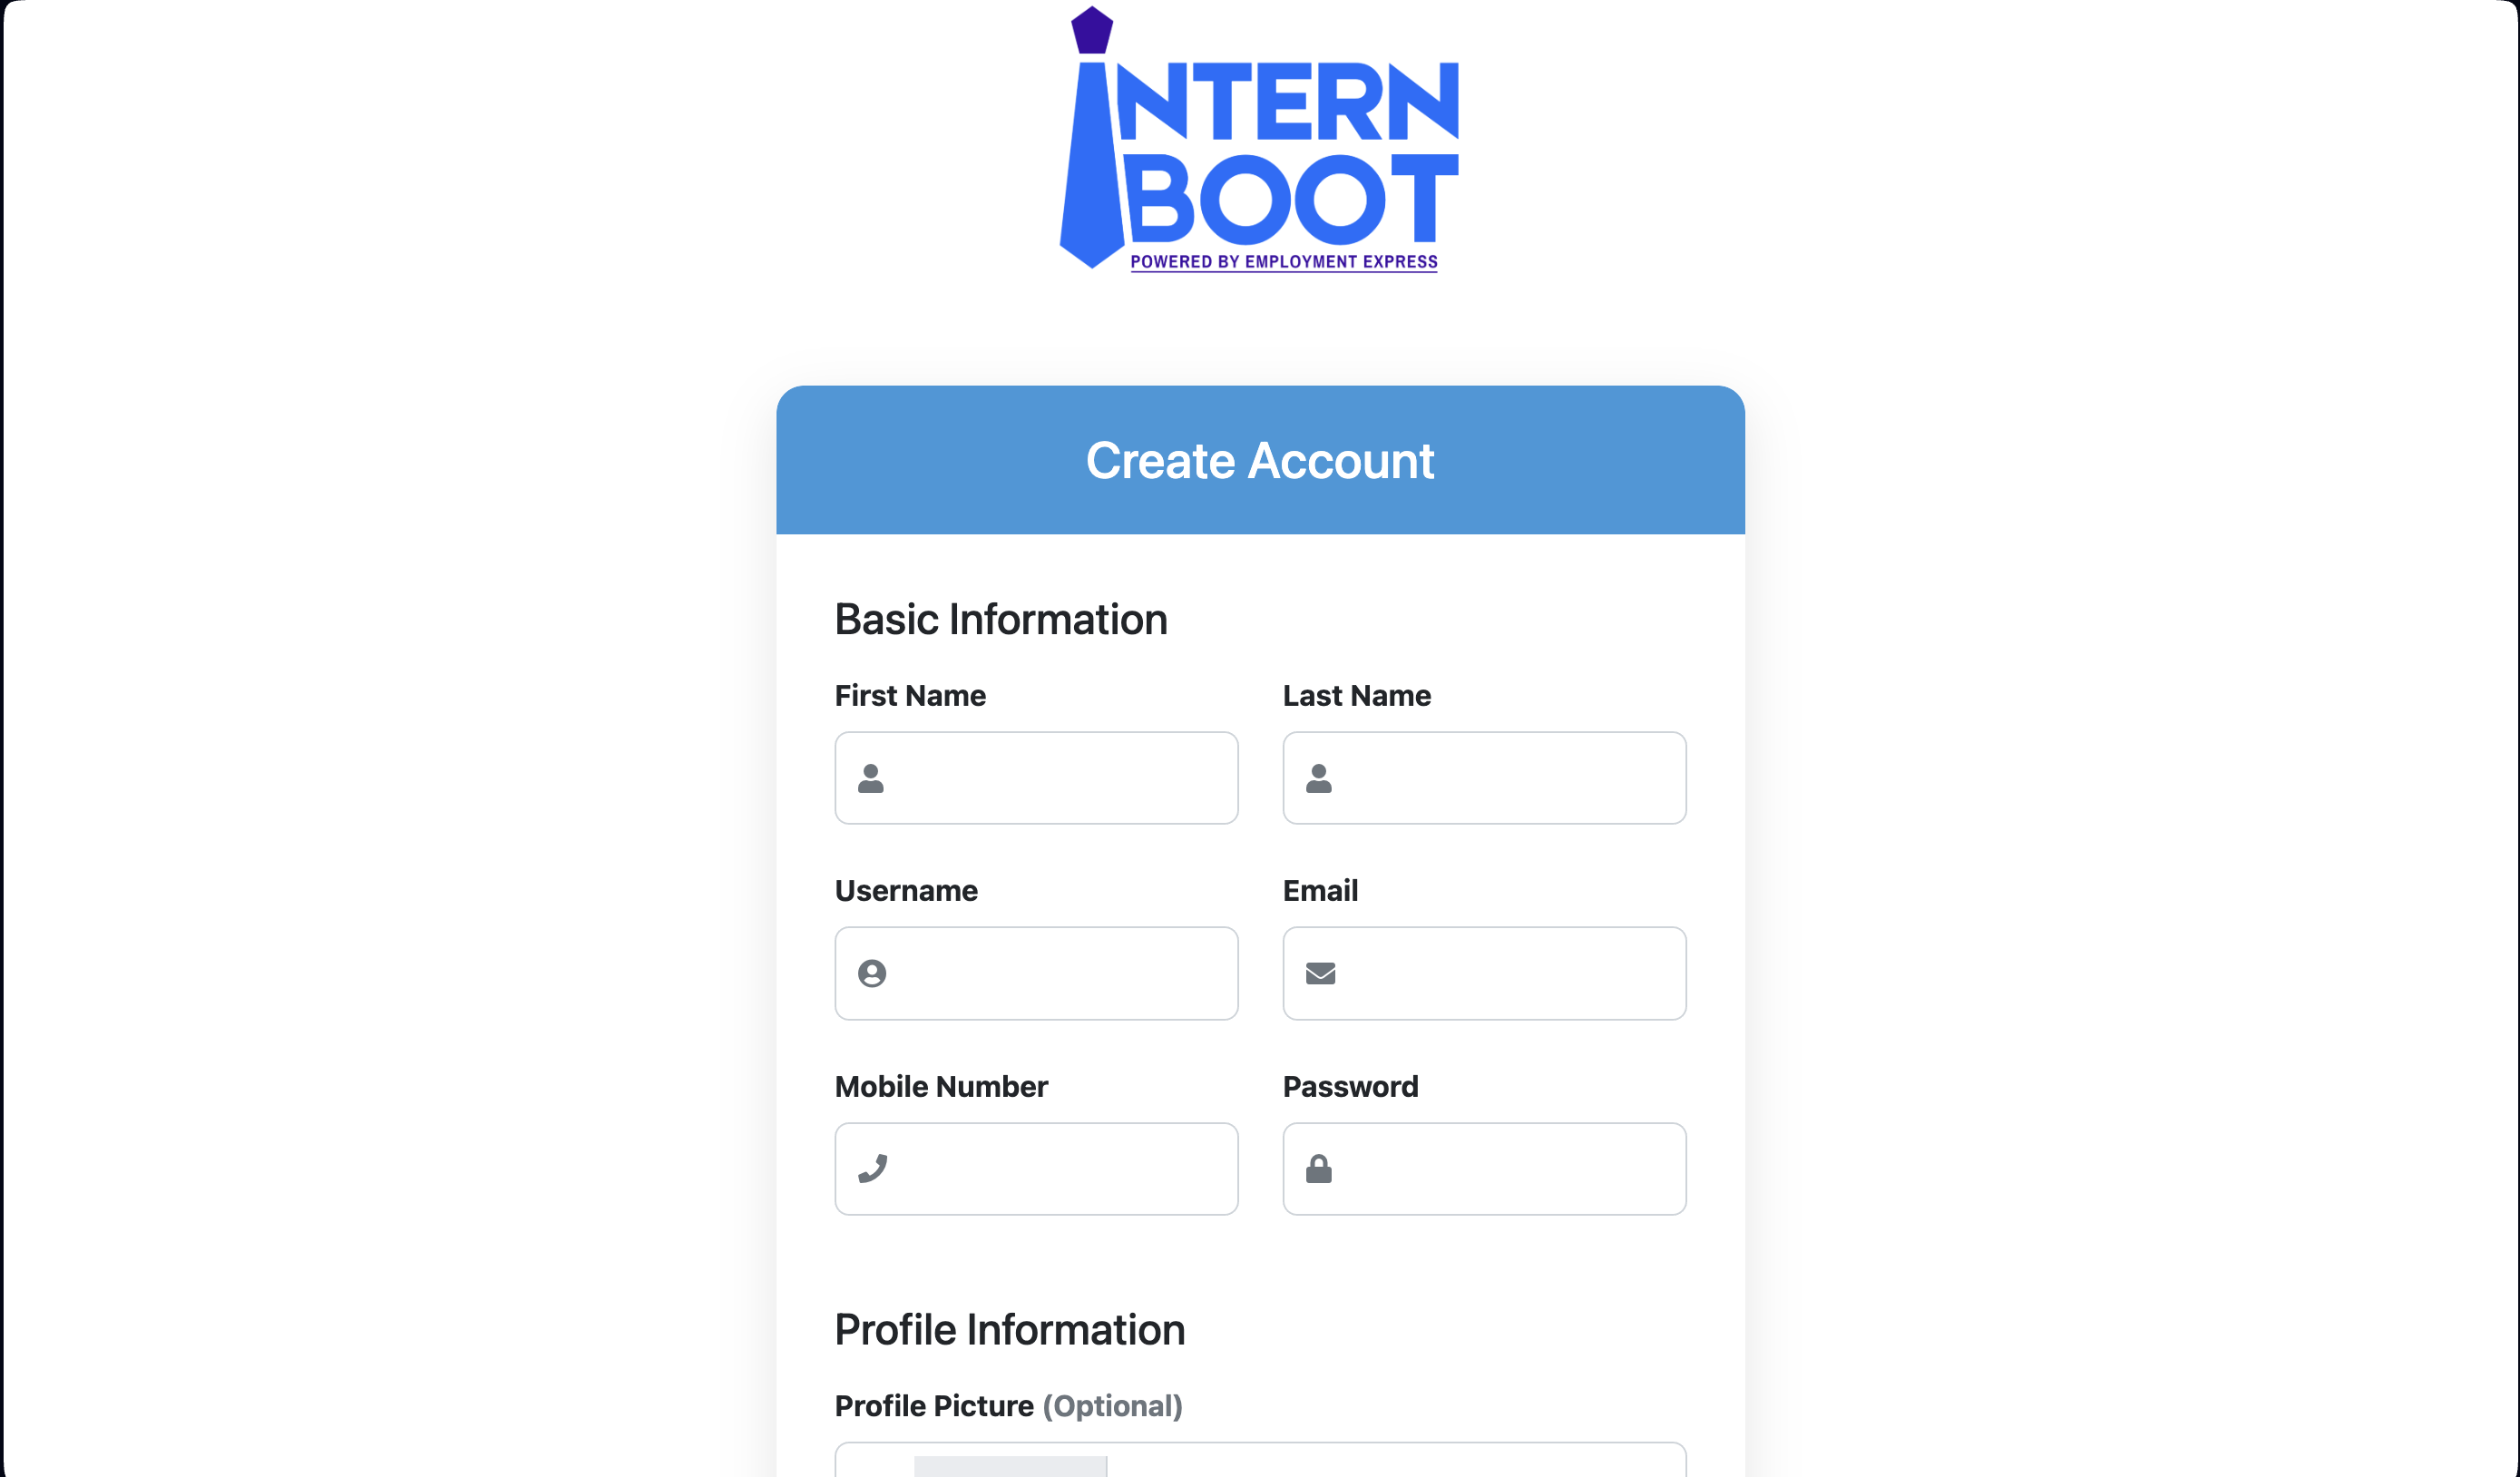 INTERN
BOOT
POWERED BY EMPLOYMENT EXPRESS
Create Account
Basic Information
First Name Last Name
Username Email
Mobile Number Password
Profile Information
Profile Picture (Optional)